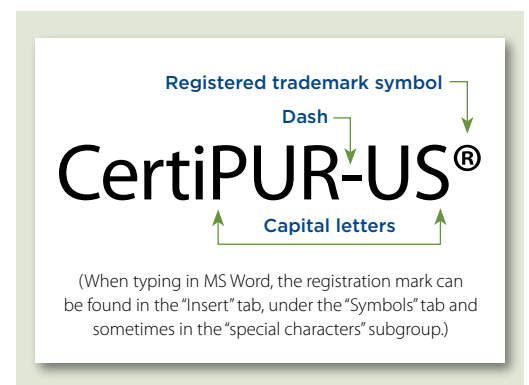 Registered trademark symbol
Dash
CertiPUR-US®
Capital letters
(When typing in MS Word, the registration mark can
be found in the “Insert” tab, under the “Symbols” tab and
sometimes in the “special characters” subgroup.)